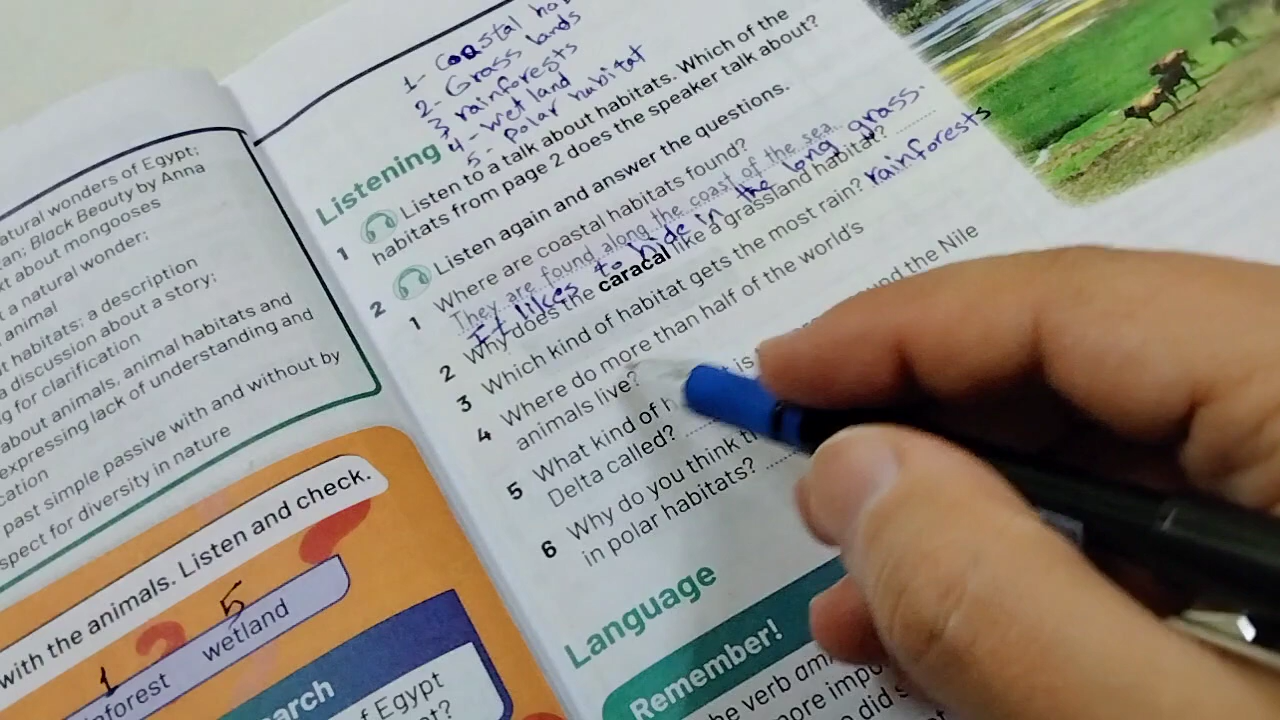 natural wonders of Egypt;
Black Beauty by Anna
about mongooses
a natural wonder;
animal
habitats; a description
a discussion about a story;
for clarification
about animals, animal habitats and
expressing lack of understanding and
past simple passive with and without by
for diversity in nature
with the animals. Listen and check.
5
wetland
1
of Egypt
1- Coastal
2- Grass lands
3 rainforests
4- wet land
5- Polar habitat
Listening
1 Listen to a talk about habitats. Which of the
habitats from page 2 does the speaker talk about?
2 Listen again and answer the questions.
1 Where are coastal habitats found?
They are found along the coast of the sea
It likes to hide in the long grass.
2 Why does the caracal like a grassland habitat?
3 Which kind of habitat gets the most rain? rainforests
4 Where do more than half of the world's
animals live?
5 What kind of is the Nile
Delta called?
6 Why do you think
in polar habitats?
Language
Remember!
verb
more
did